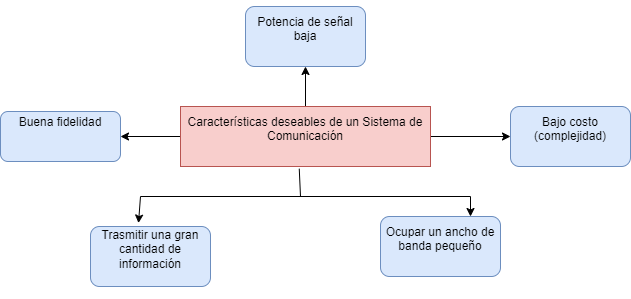 Potencia de señal
baja
Buena fidelidad
Características deseables de un Sistema de
Comunicación
Bajo costo
(complejidad)
Trasmitir una gran
cantidad de
información
Ocupar un ancho de
banda pequeño